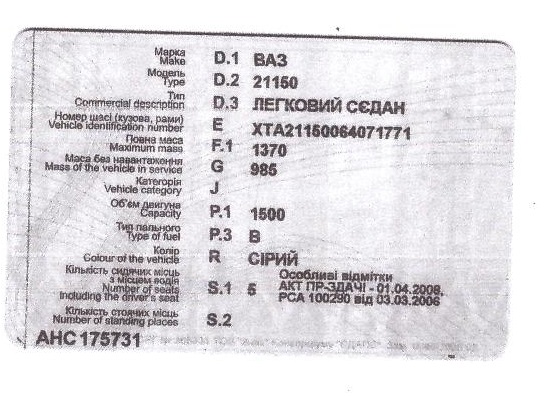 Марка
Make D.1 ВАЗ
Модель
Type D.2 21150
Тип
Commercial description D.3 ЛЕГКОВИЙ СЄДАН
Номер шасі (кузова, рами)
Vehicle identification number E XTA21150064071771
Повна маса
Maximum mass F.1 1370
Маса без навантаження
Mass of the vehicle in service G 985
Категорія
Vehicle category J
Об'єм двигуна
Capacity P.1 1500
Тип пального
Type of fuel P.3 B
Колір
Colour of the vehicle R СІРИЙ
Кількість сидячих місць
з місцем водія
Number of seats
Including the driver's seat S.1 5
Особливі відмітки
АКТ ПР-ЗДАЧІ - 01.04.2006,
РСА 100290 від 03.03.2006
Кількість стоячих місць
Number of standing places S.2
АНС 175731